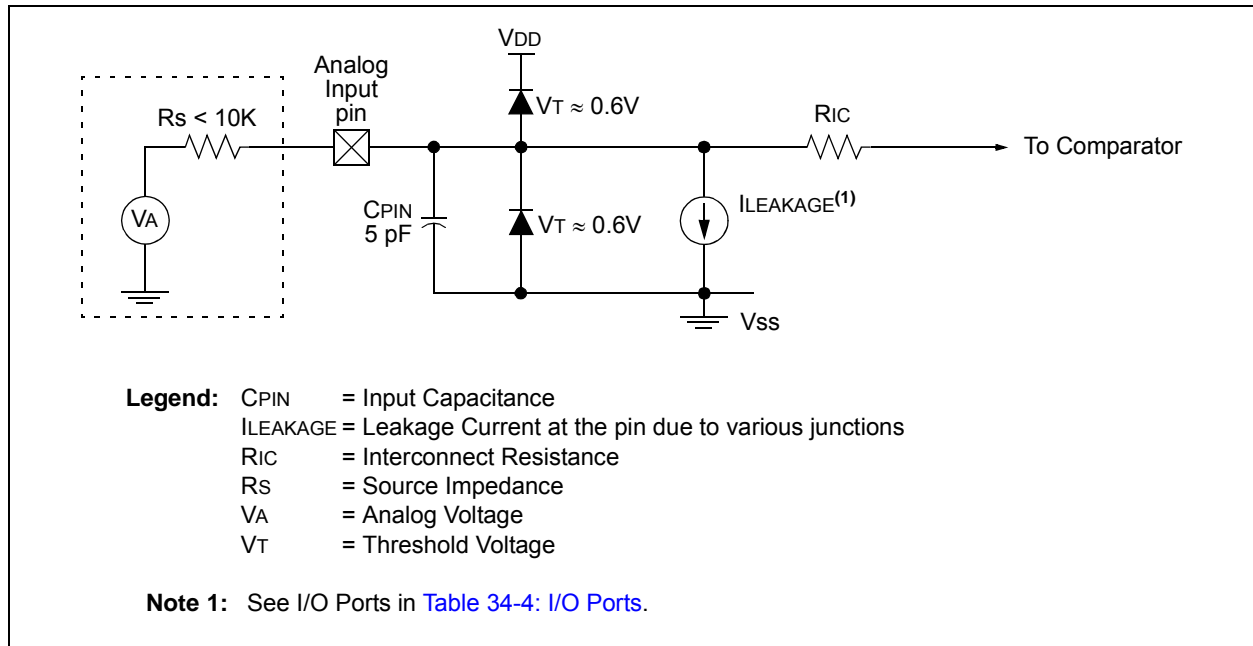 VDD
Analog
Input
pin
Rs < 10K
VT ≈ 0.6V
RIC
To Comparator
VA
CPIN
5 pF
VT ≈ 0.6V
ILEAKAGE(1)
Vss
Legend: CPIN = Input Capacitance
ILEAKAGE = Leakage Current at the pin due to various junctions
RIC = Interconnect Resistance
RS = Source Impedance
VA = Analog Voltage
VT = Threshold Voltage
Note 1: See I/O Ports in Table 34-4: I/O Ports.